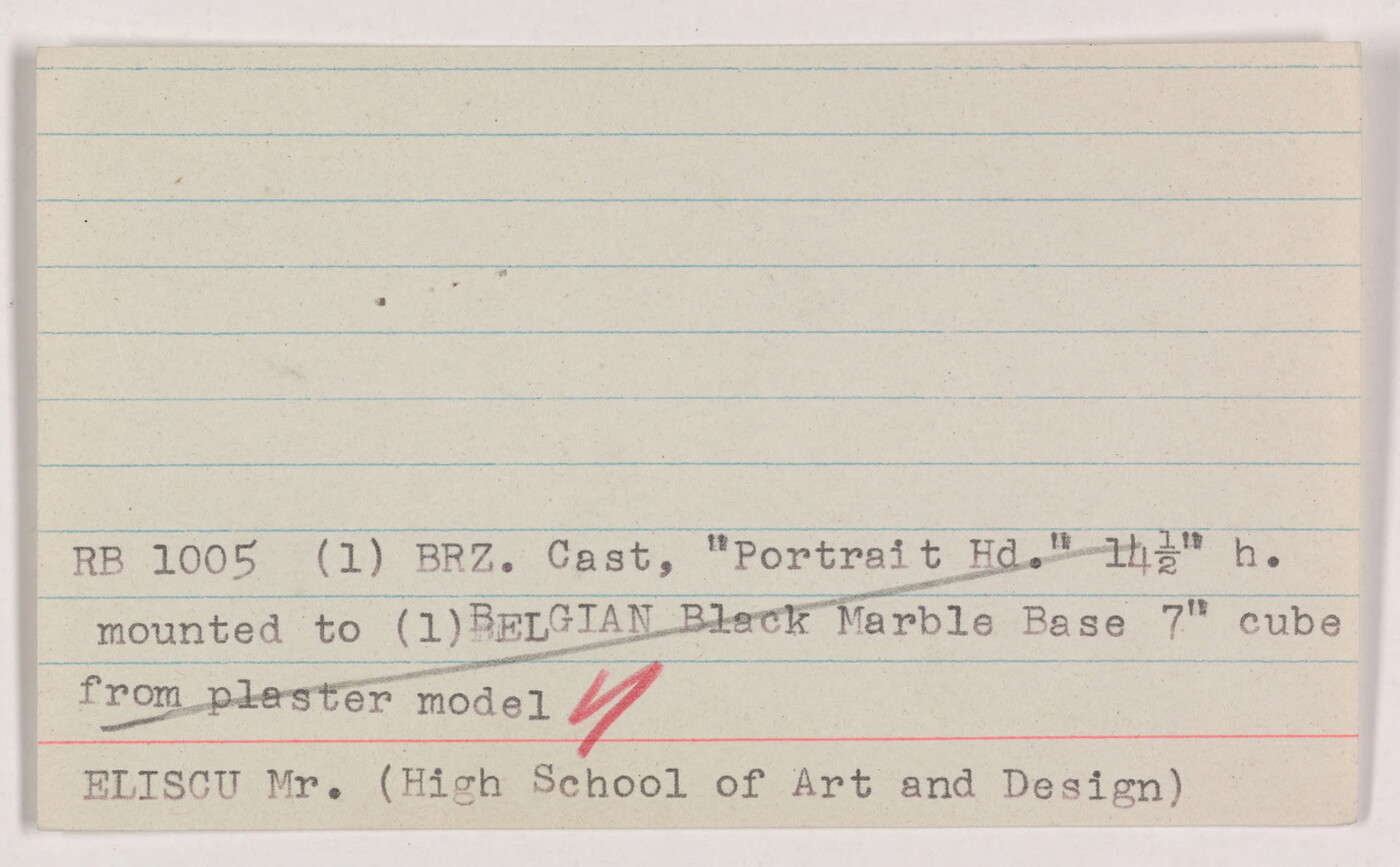 RB 1005 (1) BRZ. Cast, "Portrait Hd." 14½" h.
mounted to (1)BELGIAN Black Marble Base 7" cube
from plaster model
ELISCU Mr. (High School of Art and Design)